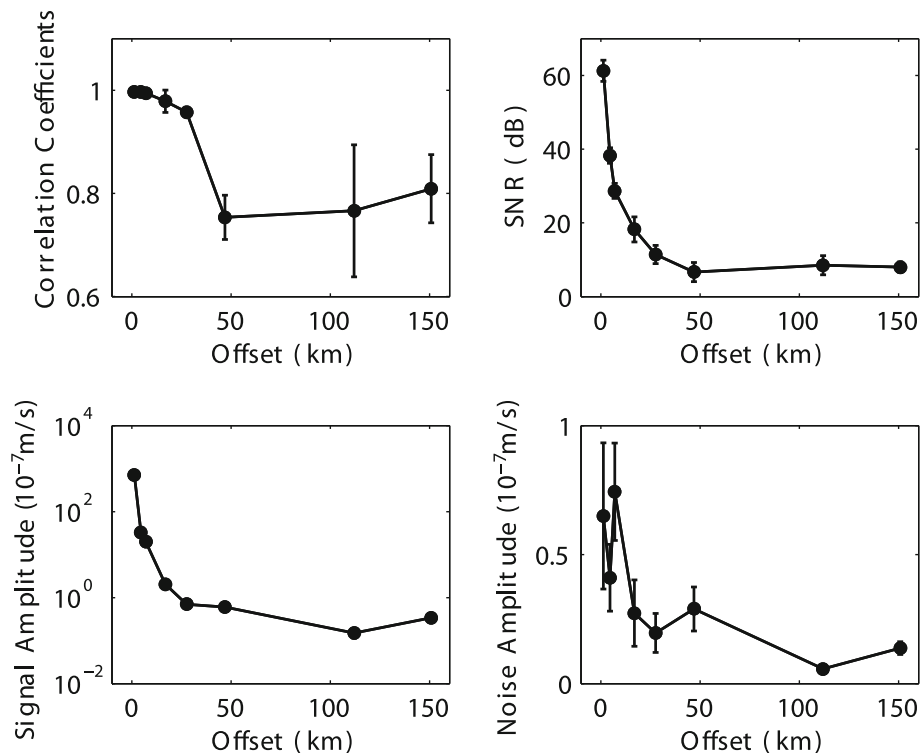 Correlation Coefficients
1
0.8
0.6
0 50 100 150
Offset ( km)
SNR ( dB)
60
40
20
0
0 50 100 150
Offset ( km)
Signal Amplitude (10⁻⁷m/s)
10⁴
10²
10⁰
10⁻²
0 50 100 150
Offset ( km)
Noise Amplitude (10⁻⁷m/s)
1
0.5
0
0 50 100 150
Offset ( km)